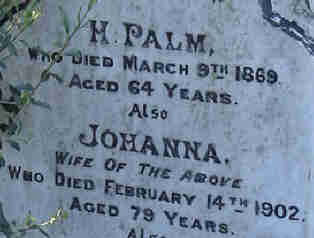 H. PALM,
WHO DIED MARCH 9TH 1869.
AGED 64 YEARS.
ALSO
JOHANNA,
WIFE OF THE ABOVE
WHO DIED FEBRUARY 14TH 1902.
AGED 79 YEARS.
ALSO